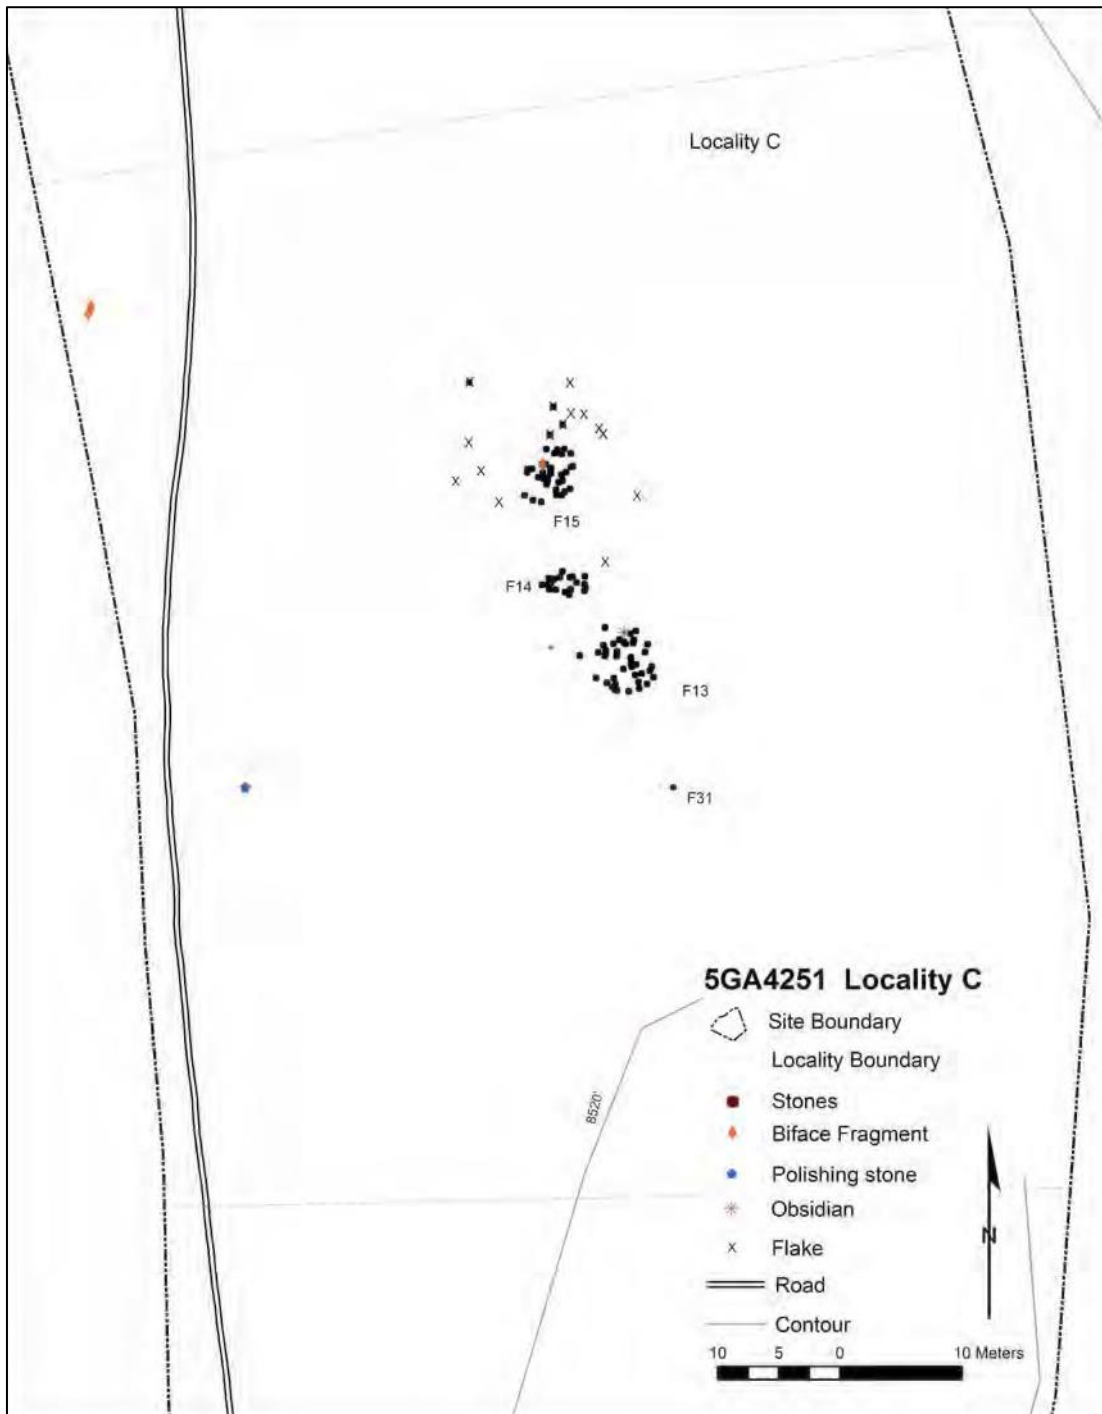 Locality C
F15
F14
F13
F31
5GA4251 Locality C
Site Boundary
Locality Boundary
Stones
Biface Fragment
Polishing stone
Obsidian
Flake
Road
Contour
8520'
N
10 5 0 10 Meters